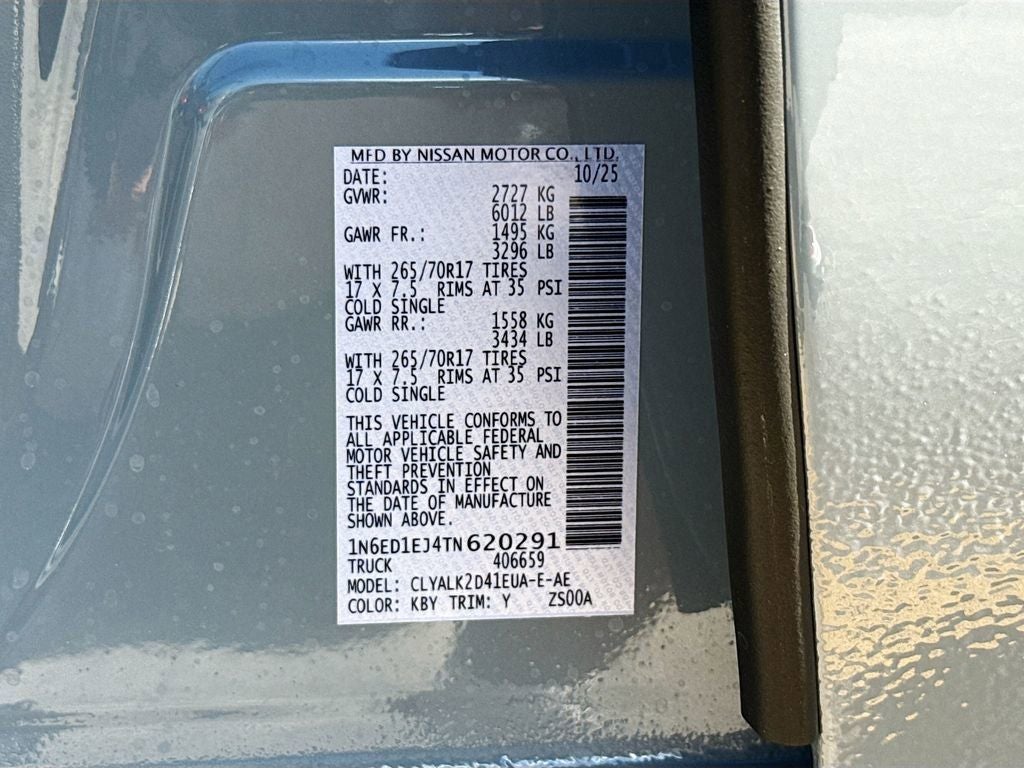 MFD BY NISSAN MOTOR CO., LTD.
DATE: 10/25
GVWR: 2727 KG
6012 LB
GAWR FR.: 1495 KG
3296 LB
WITH 265/70R17 TIRES
17 X 7.5 RIMS AT 35 PSI
COLD SINGLE
GAWR RR.: 1558 KG
3434 LB
WITH 265/70R17 TIRES
17 X 7.5 RIMS AT 35 PSI
COLD SINGLE
THIS VEHICLE CONFORMS TO
ALL APPLICABLE FEDERAL
MOTOR VEHICLE SAFETY AND
THEFT PREVENTION
STANDARDS IN EFFECT ON
THE DATE OF MANUFACTURE
SHOWN ABOVE.
1N6ED1EJ4TN620291
TRUCK 406659
MODEL: CLYALK2D41EUA-E-AE
COLOR: KBY TRIM: Y ZS00A